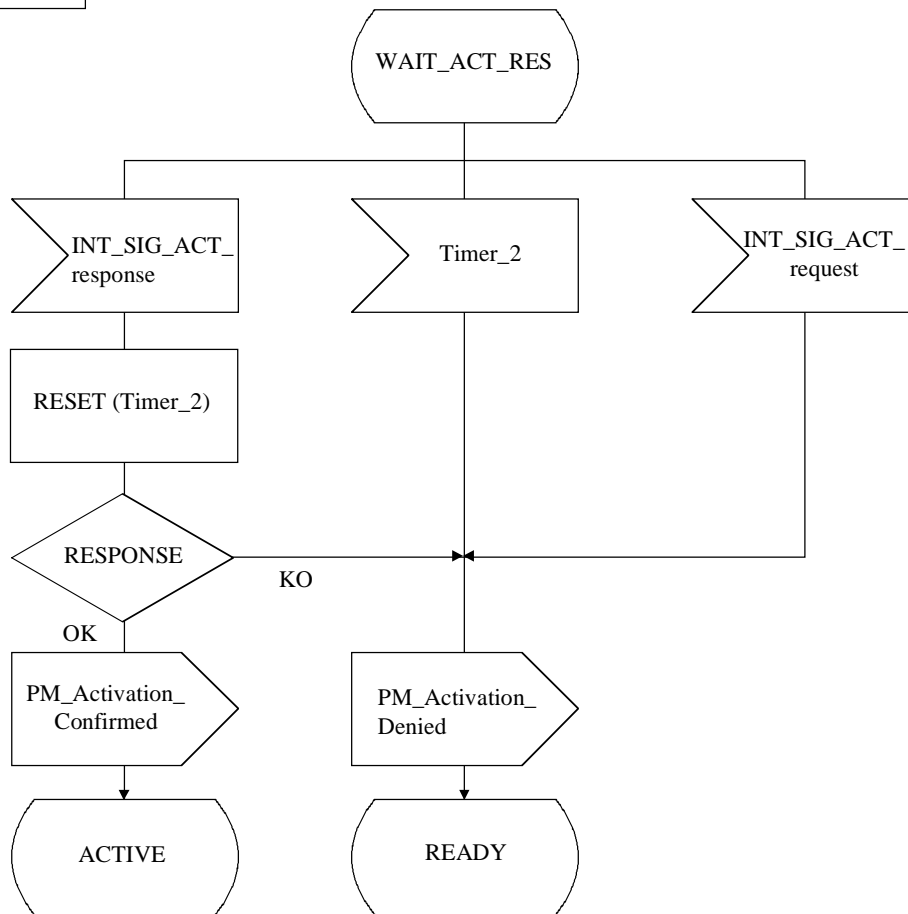 WAIT_ACT_RES
INT_SIG_ACT_
response
Timer_2
INT_SIG_ACT_
request
RESET (Timer_2)
RESPONSE
KO
OK
PM_Activation_
Confirmed
PM_Activation_
Denied
ACTIVE
READY